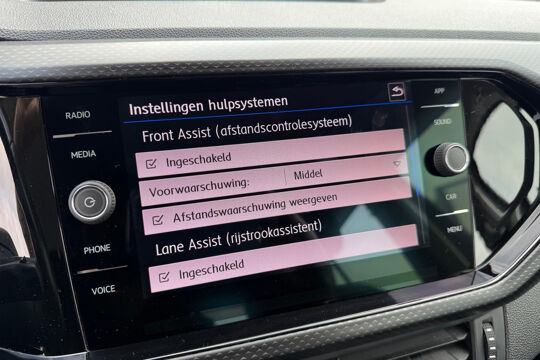 RADIO
MEDIA
PHONE
VOICE
Instellingen hulpsystemen
Front Assist (afstandscontrolesysteem)
Ingeschakeld
Voorwaarschuwing: Middel
Afstandswaarschuwing weergeven
Lane Assist (rijstrookassistent)
Ingeschakeld
APP
SOUND
CAR
MENU